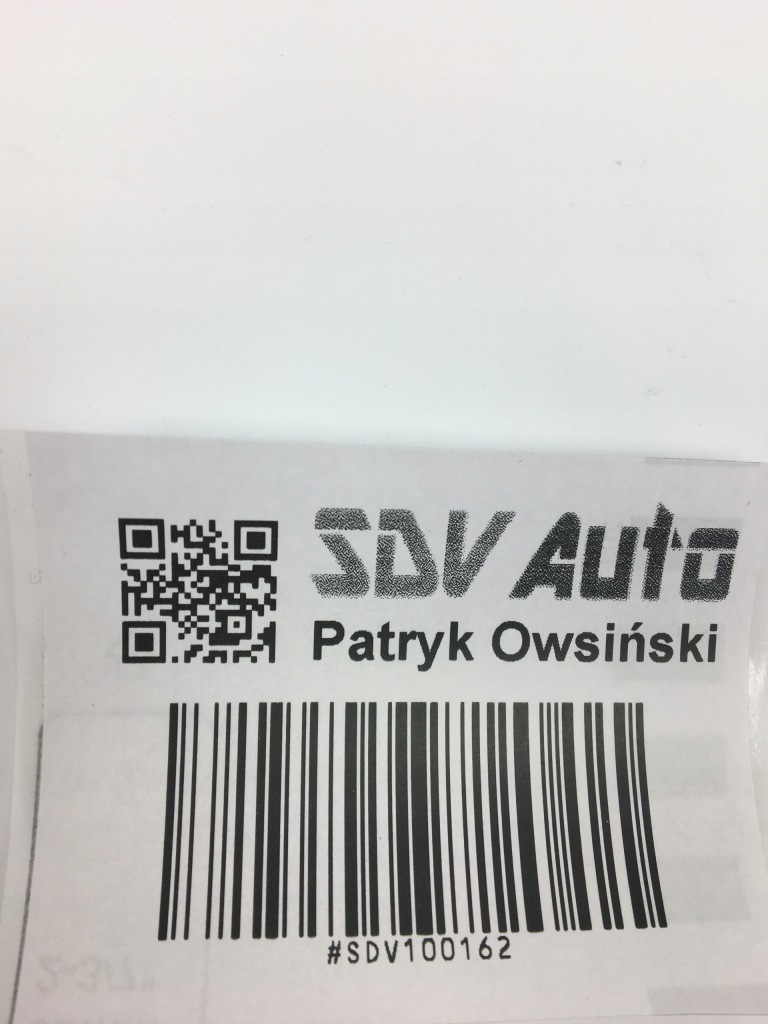 SDV Auto
Patryk Owsiński
#SDV100162